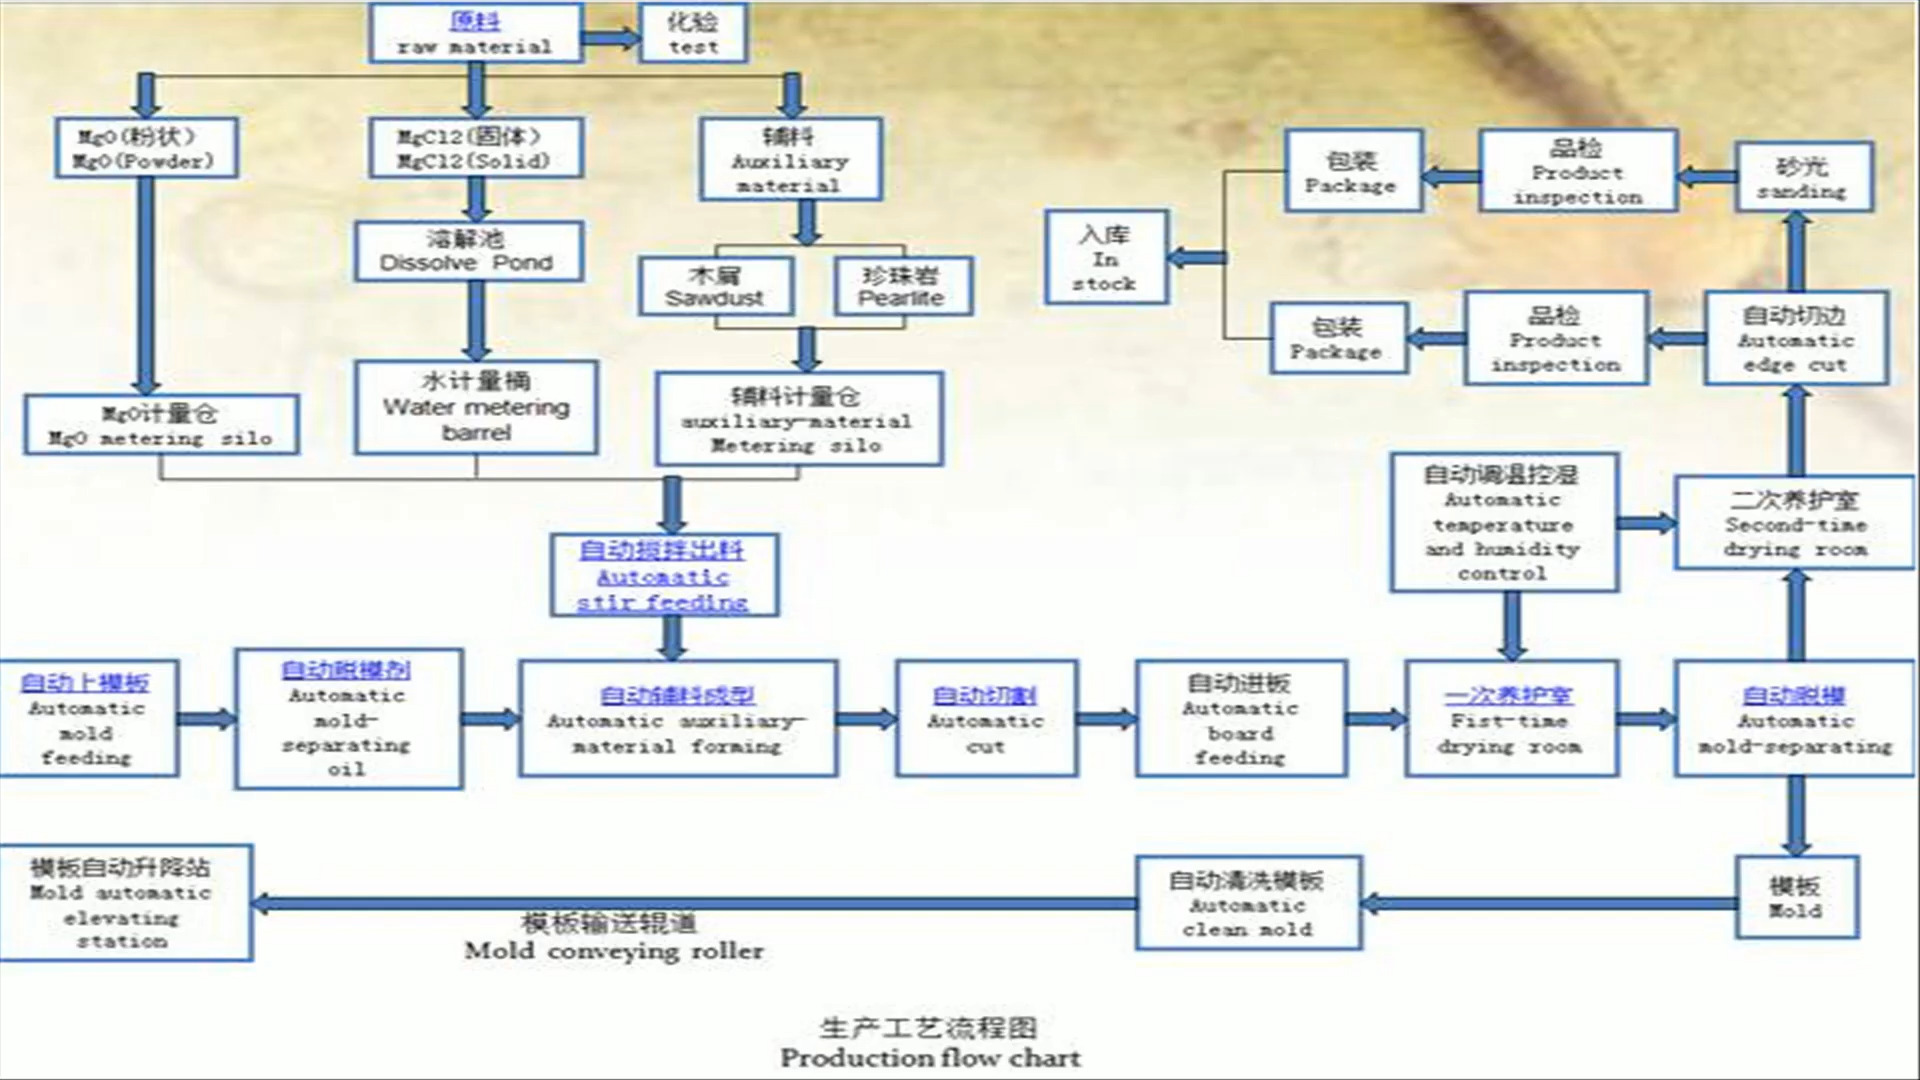 原料
raw material
化验
test
MgO(粉状)
MgO(Powder)
MgCl2(固体)
MgCl2(Solid)
辅料
Auxiliary
material
包装
Package
品检
Product
inspection
砂光
sanding
溶解池
Dissolve Pond
木屑
Sawdust
珍珠岩
Pearlite
入库
In
stock
包装
Package
品检
Product
inspection
自动切边
Automatic
edge cut
MgO计量仓
MgO metering silo
水计量桶
Water metering
barrel
辅料计量仓
auxiliary-material
Metering silo
自动调温控湿
Automatic
temperature
and humidity
control
二次养护室
Second-time
drying room
自动搅拌出料
Automatic
stir feeding
自动上模板
Automatic
mold
feeding
自动脱模剂
Automatic
mold-
separating
oil
自动辅料成型
Automatic auxiliary-
material forming
自动切割
Automatic
cut
自动进板
Automatic
board
feeding
一次养护室
Fist-time
drying room
自动脱模
Automatic
mold-separating
模板自动升降站
Mold automatic
elevating
station
模板输送辊道
Mold conveying roller
自动清洗模板
Automatic
clean mold
模板
Mold
生产工艺流程图
Production flow chart